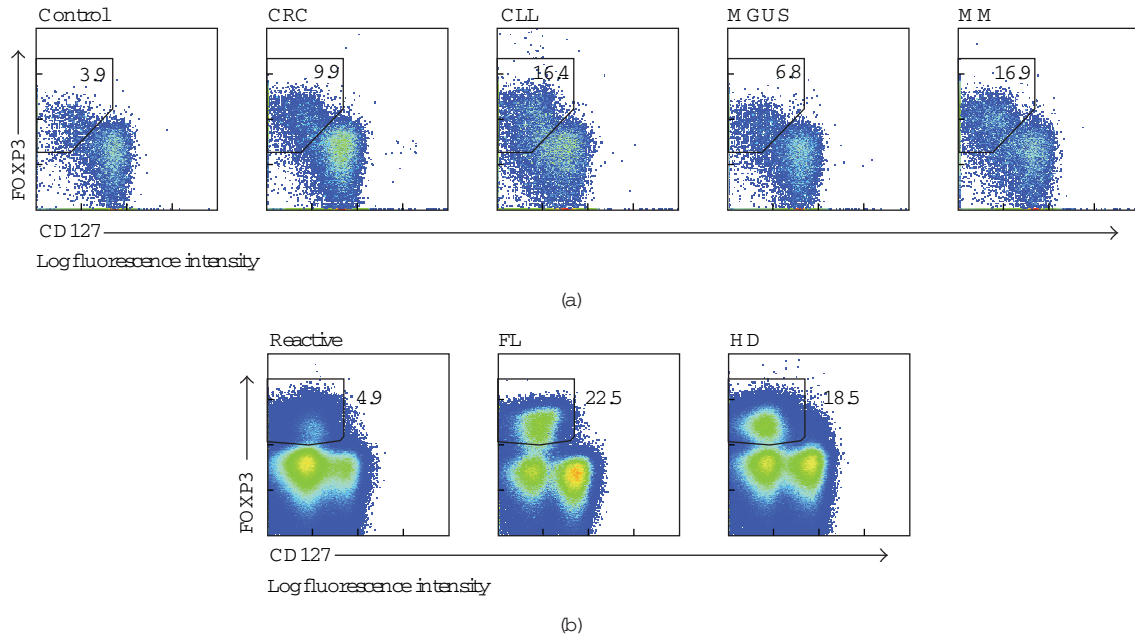 Control CRC CLL MGUS MM
3.9 9.9 16.4 6.8 16.9
FOXP3
CD127
Log fluorescence intensity
(a)
Reactive FL HD
4.9 22.5 18.5
FOXP3
CD127
Log fluorescence intensity
(b)